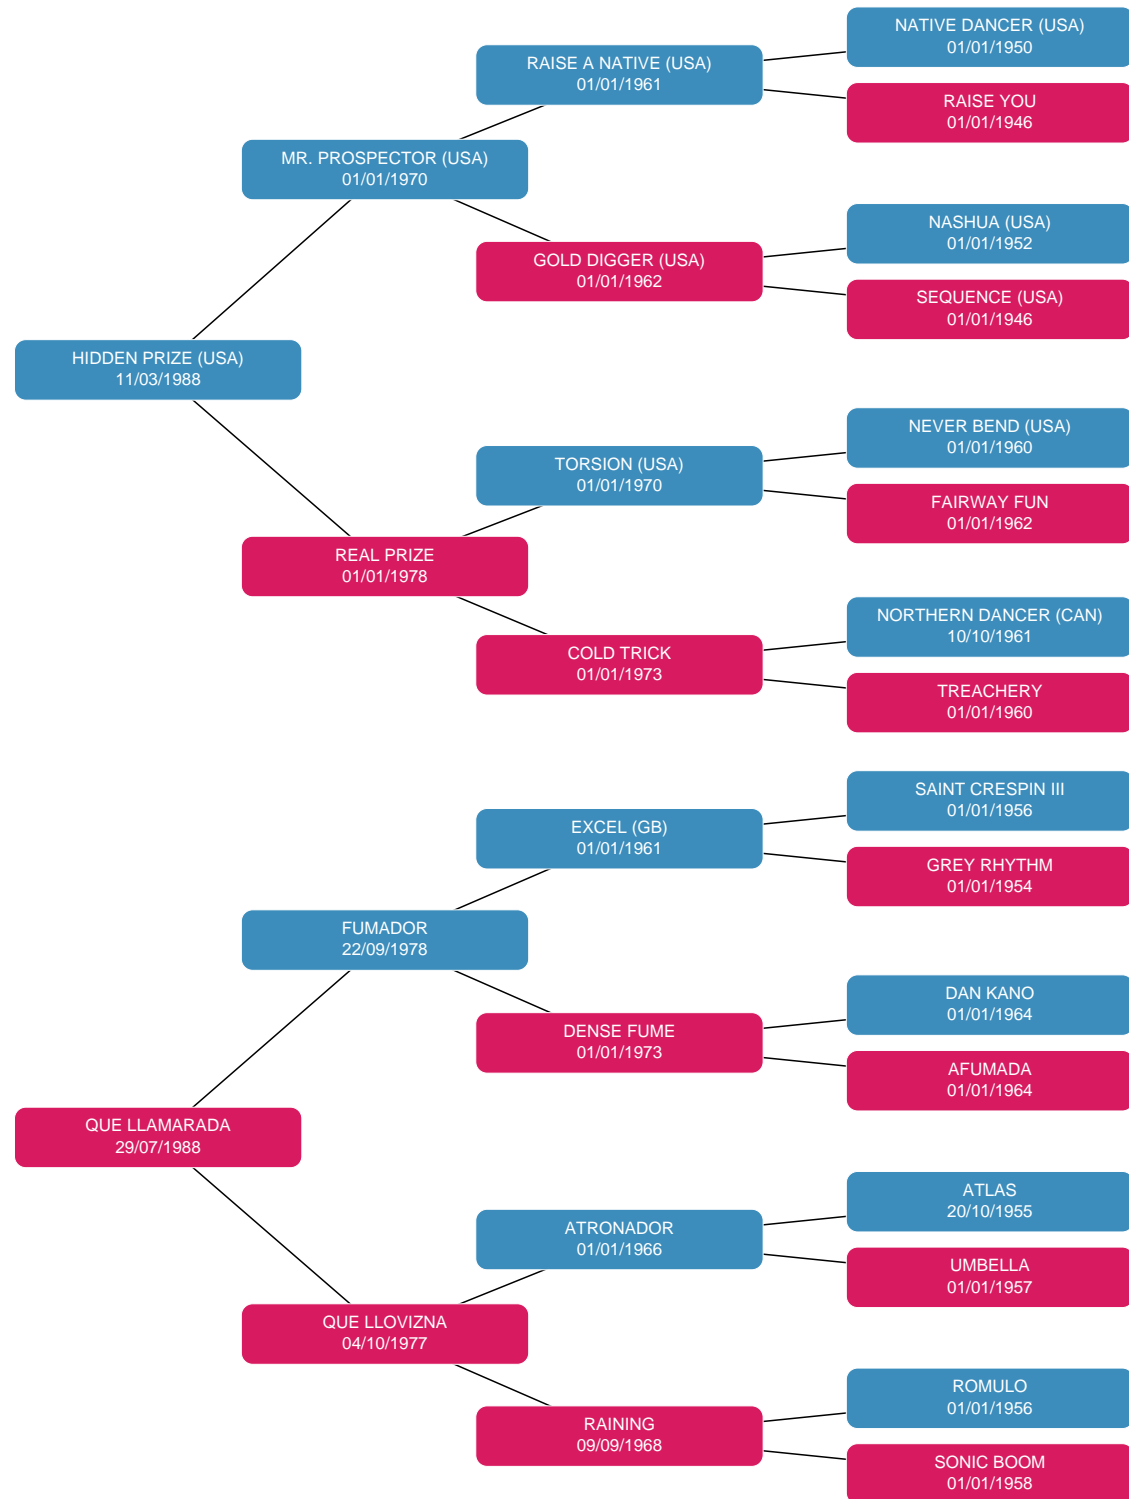 NATIVE DANCER (USA)
01/01/1950
RAISE A NATIVE (USA)
01/01/1961
RAISE YOU
01/01/1946
MR. PROSPECTOR (USA)
01/01/1970
NASHUA (USA)
01/01/1952
GOLD DIGGER (USA)
01/01/1962
SEQUENCE (USA)
01/01/1946
HIDDEN PRIZE (USA)
11/03/1988
NEVER BEND (USA)
01/01/1960
TORSION (USA)
01/01/1970
FAIRWAY FUN
01/01/1962
REAL PRIZE
01/01/1978
NORTHERN DANCER (CAN)
10/10/1961
COLD TRICK
01/01/1973
TREACHERY
01/01/1960
SAINT CRESPIN III
01/01/1956
EXCEL (GB)
01/01/1961
GREY RHYTHM
01/01/1954
FUMADOR
22/09/1978
DAN KANO
01/01/1964
DENSE FUME
01/01/1973
AFUMADA
01/01/1964
QUE LLAMARADA
29/07/1988
ATLAS
20/10/1955
ATRONADOR
01/01/1966
UMBELLA
01/01/1957
QUE LLOVIZNA
04/10/1977
ROMULO
01/01/1956
RAINING
09/09/1968
SONIC BOOM
01/01/1958